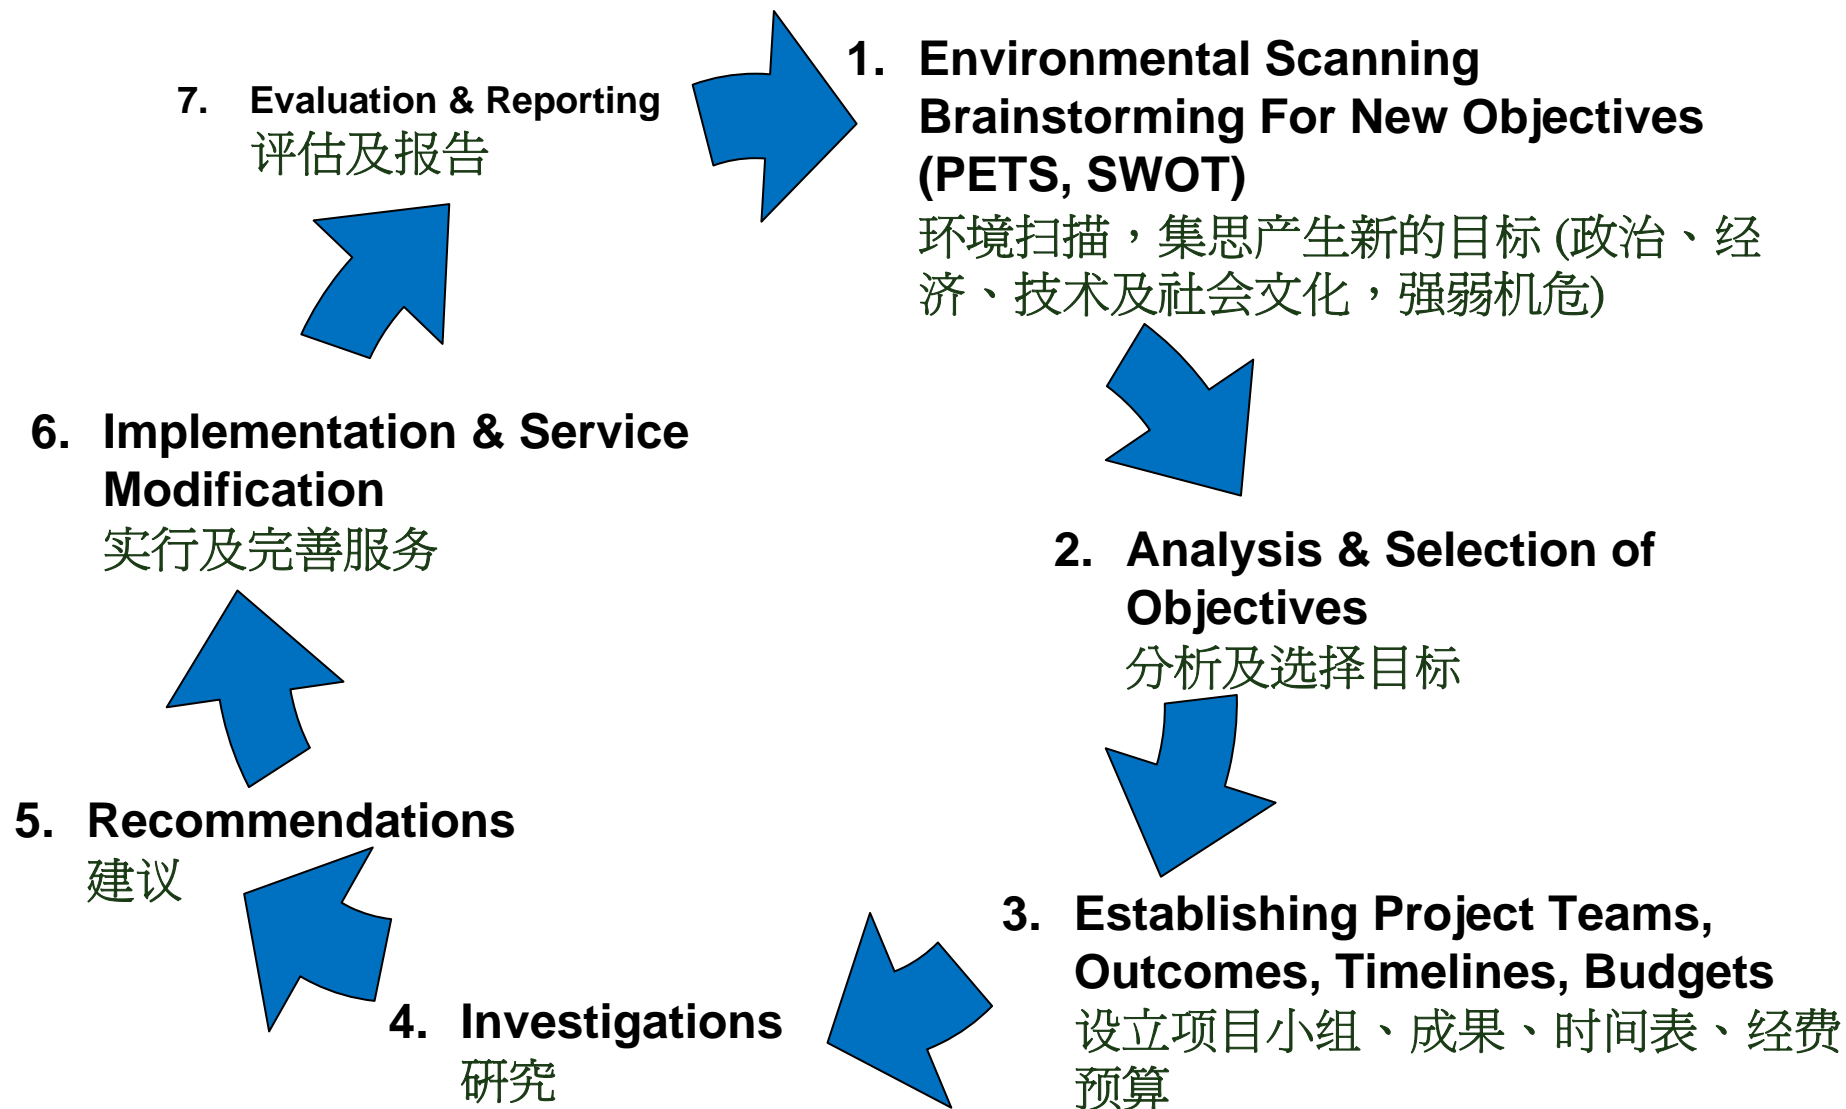 1. Environmental Scanning
Brainstorming For New Objectives
(PETS, SWOT)
环境扫描，集思产生新的目标 (政治、经
济、技术及社会文化，强弱机危)
2. Analysis & Selection of
Objectives
分析及选择目标
3. Establishing Project Teams,
Outcomes, Timelines, Budgets
设立项目小组、成果、时间表、经费
预算
4. Investigations
研究
5. Recommendations
建议
6. Implementation & Service
Modification
实行及完善服务
7. Evaluation & Reporting
评估及报告